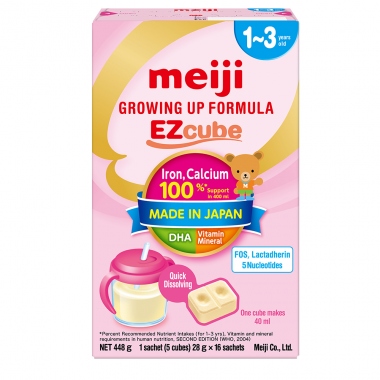 1~3 years old
meiji
GROWING UP FORMULA
EZcube
Iron, Calcium
100%* Support in 400 ml
M
MADE IN JAPAN
DHA Vitamin Mineral
FOS, Lactadherin
5 Nucleotides
Quick
Dissolving
One cube makes
40 ml
*Percent Recommended Nutrient Intakes (for 1-3 yrs), Vitamin and mineral
requirements in human nutrition, SECOND EDITION (WHO, 2004)
NET 448 g 1 sachet (5 cubes) 28 g × 16 sachets Meiji Co., Ltd.